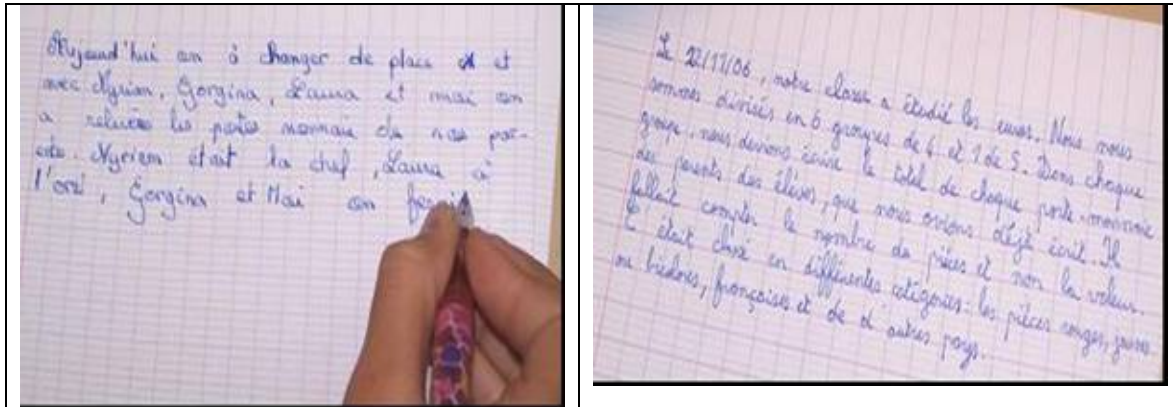 Aujourd'hui on à changer de place et
avec Myriam, Gorgina, Laura et moi on
a les portes monnaie de nos par-
ents. Myriem était la chef, Laura à
l'oral, Gorgina et Moi on
Le 22/11/06, notre classe a étudié les euros. Nous nous
sommes divisés en 6 groupes de 4 et 1 de 5. Dans chaque
groupe, nous devions écrire le total de chaque porte-monnaie
des parents des élèves, que nous avions déjà écrit. Il
fallait compter le nombre de pièces et non la valeur.
C'était classé en différentes catégories: les pièces rouges, jaunes
ou bicolores, françaises et de d'autres pays.